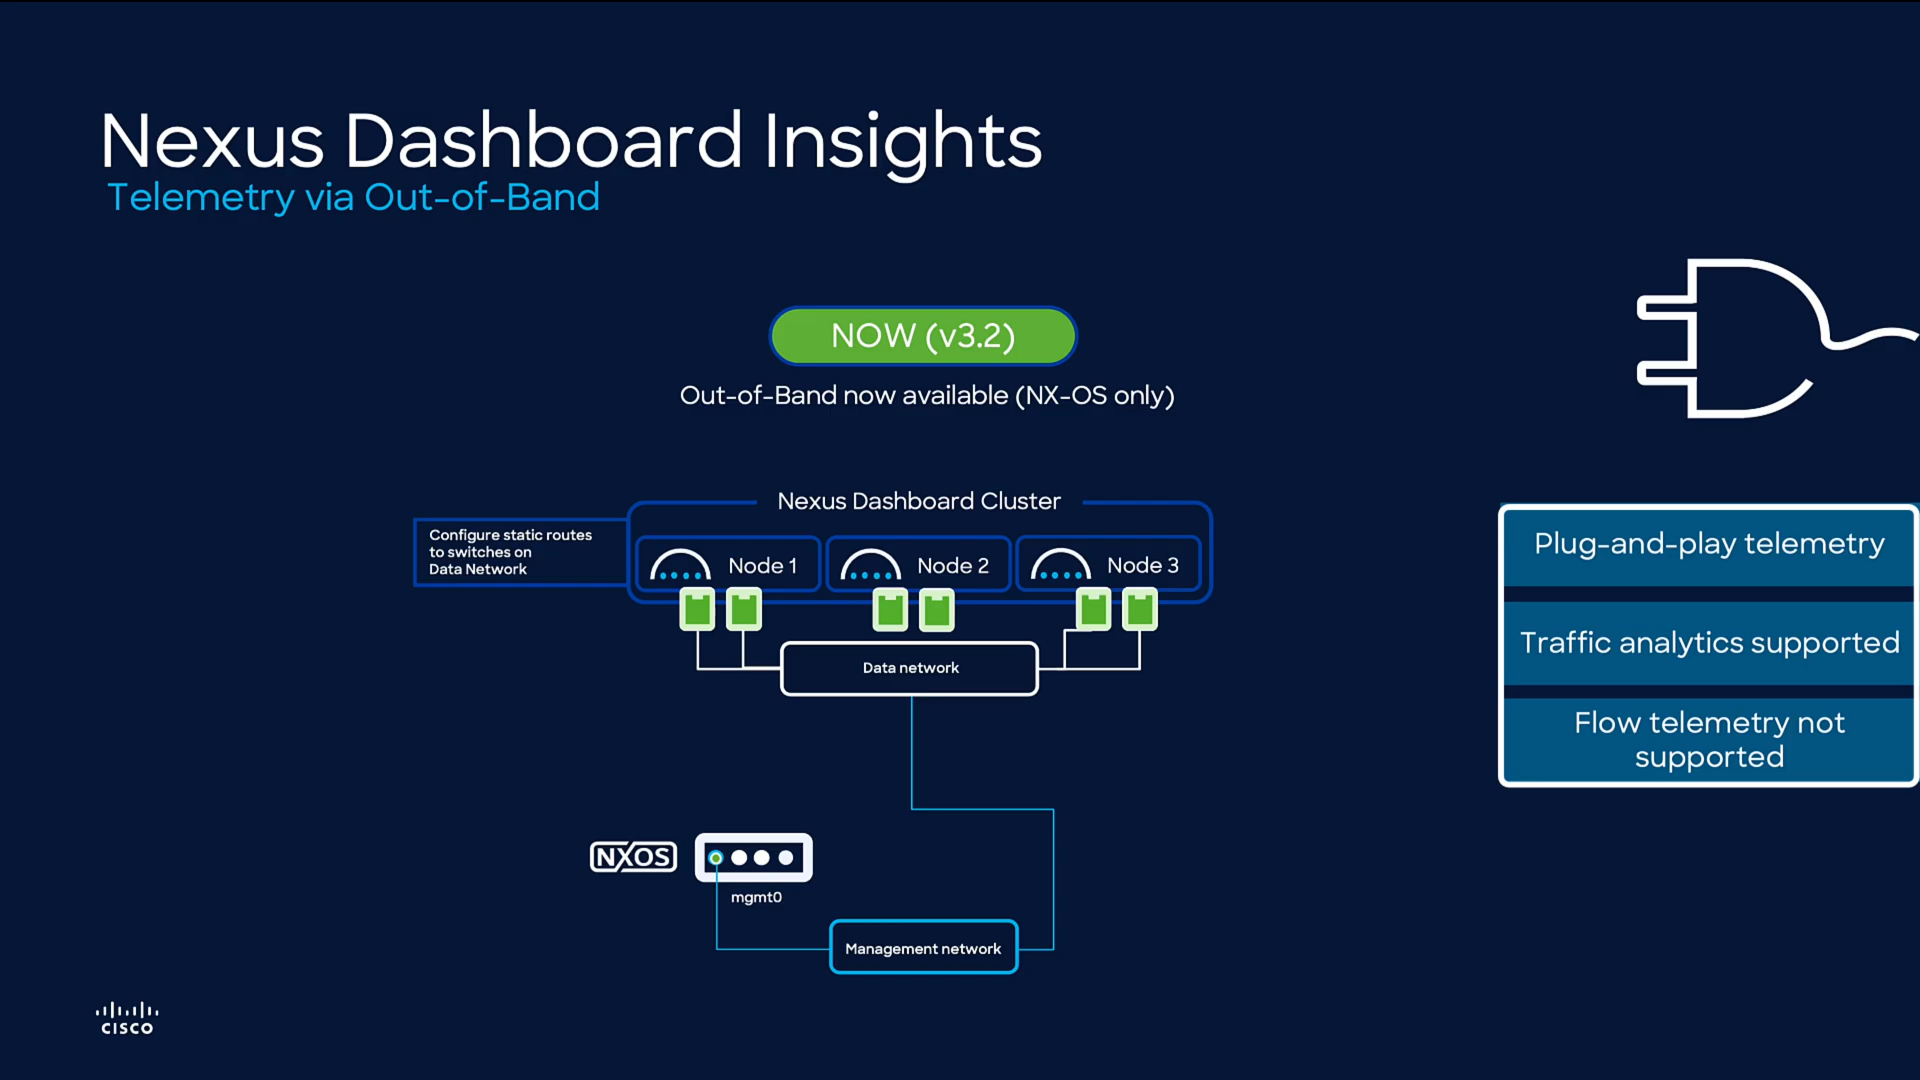 Nexus Dashboard Insights
Telemetry via Out-of-Band
NOW (v3.2)
Out-of-Band now available (NX-OS only)
Nexus Dashboard Cluster
Configure static routes
to switches on
Data Network
Node 1
Node 2
Node 3
Data network
Plug-and-play telemetry
Traffic analytics supported
Flow telemetry not
supported
NXOS
mgmt0
Management network
CISCO